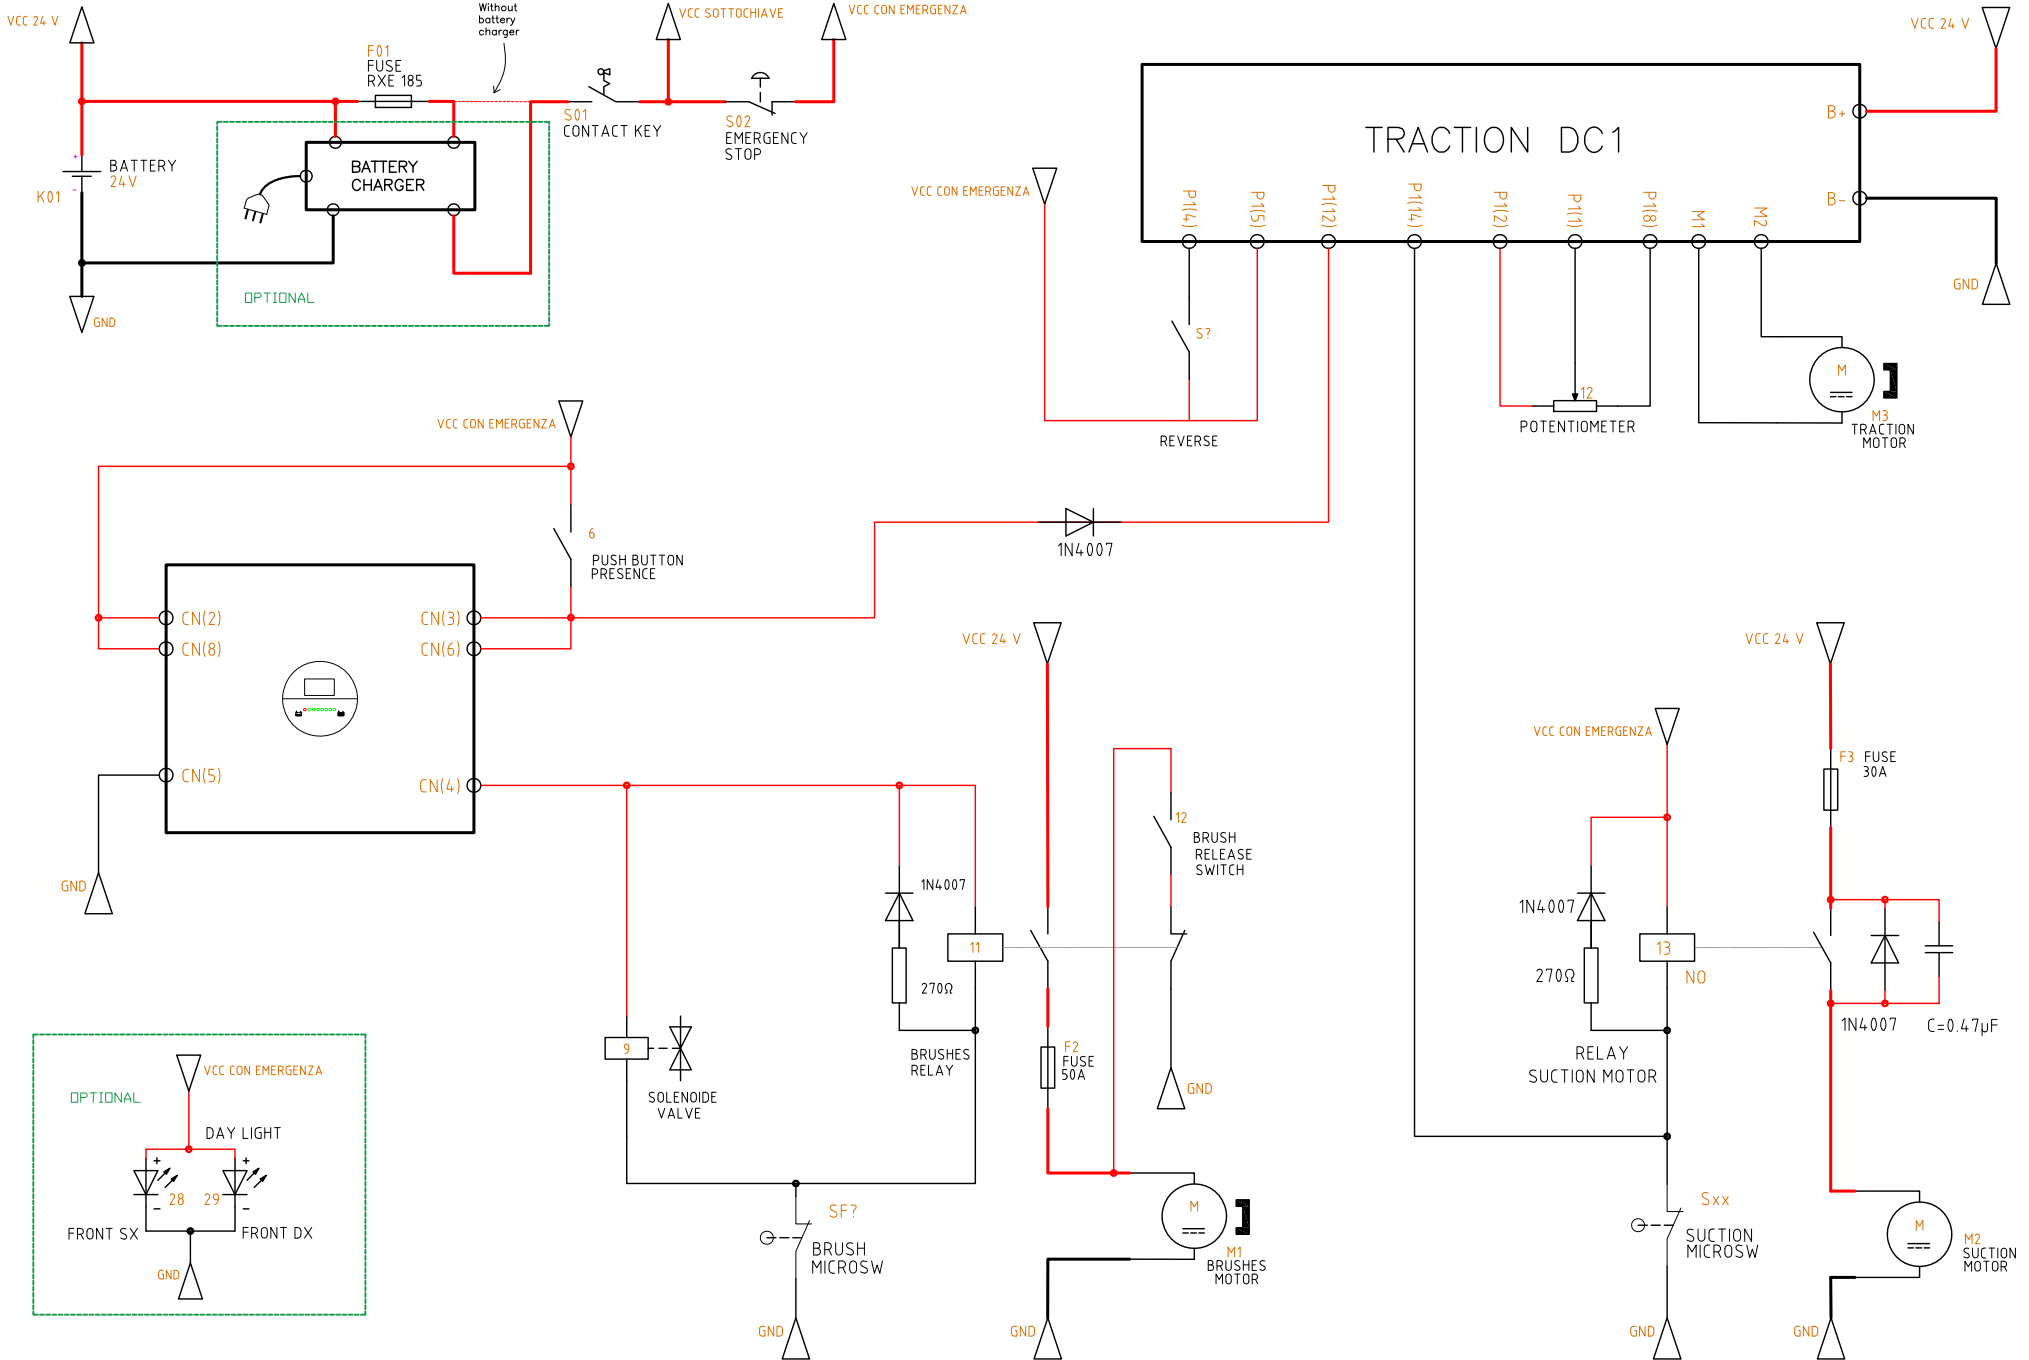 VCC 24 V
Without
battery
charger
VCC SOTTOCHIAVE
VCC CON EMERGENZA
F01
FUSE
RXE 185
S01
CONTACT KEY
S02
EMERGENCY
STOP
+
BATTERY
24V
-
K01
BATTERY
CHARGER
OPTIONAL
GND
VCC 24 V
TRACTION DC1
B+
B-
P1(4)
P1(5)
P1(12)
P1(14)
P1(2)
P1(1)
P1(8)
M1
M2
GND
VCC CON EMERGENZA
S?
REVERSE
12
POTENTIOMETER
M
M3
TRACTION
MOTOR
VCC CON EMERGENZA
6
PUSH BUTTON
PRESENCE
1N4007
CN(2)
CN(8)
CN(5)
CN(3)
CN(6)
CN(4)
GND
VCC 24 V
12
BRUSH
RELEASE
SWITCH
1N4007
11
270Ω
BRUSHES
RELAY
9
SOLENOIDE
VALVE
F2
FUSE
50A
GND
SF?
BRUSH
MICROSW
GND
M
M1
BRUSHES
MOTOR
GND
VCC 24 V
VCC CON EMERGENZA
F3 FUSE
30A
1N4007
13
NO
270Ω
RELAY
SUCTION MOTOR
1N4007
C=0.47µF
Sxx
SUCTION
MICROSW
GND
M
M2
SUCTION
MOTOR
GND
VCC CON EMERGENZA
OPTIONAL
DAY LIGHT
+
+
28
29
-
-
FRONT SX
FRONT DX
GND